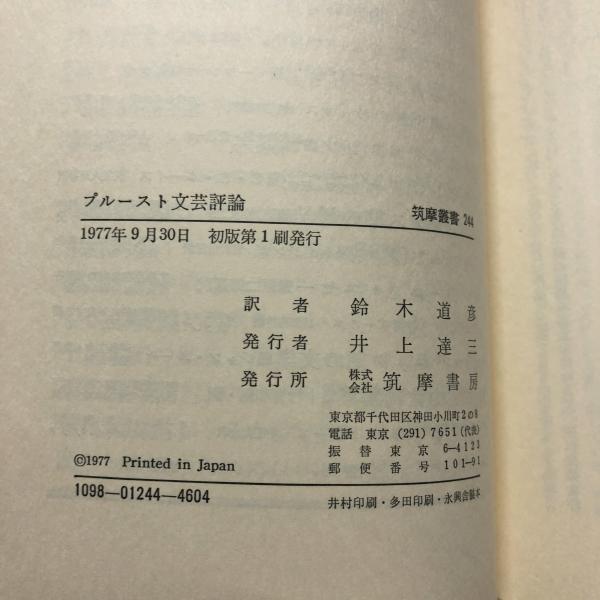 プルースト文芸評論 筑摩叢書 244
1977年9月30日 初版第1刷発行
訳者 鈴木道彦
発行者 井上達三
発行所 株式会社 筑摩書房
東京都千代田区神田小川町2の8
電話 東京 (291) 7651 (代表)
振替東京 6-4123
郵便番号 101-91
©1977 Printed in Japan
1098-01244-4604
井村印刷・多田印刷・永興舎製本